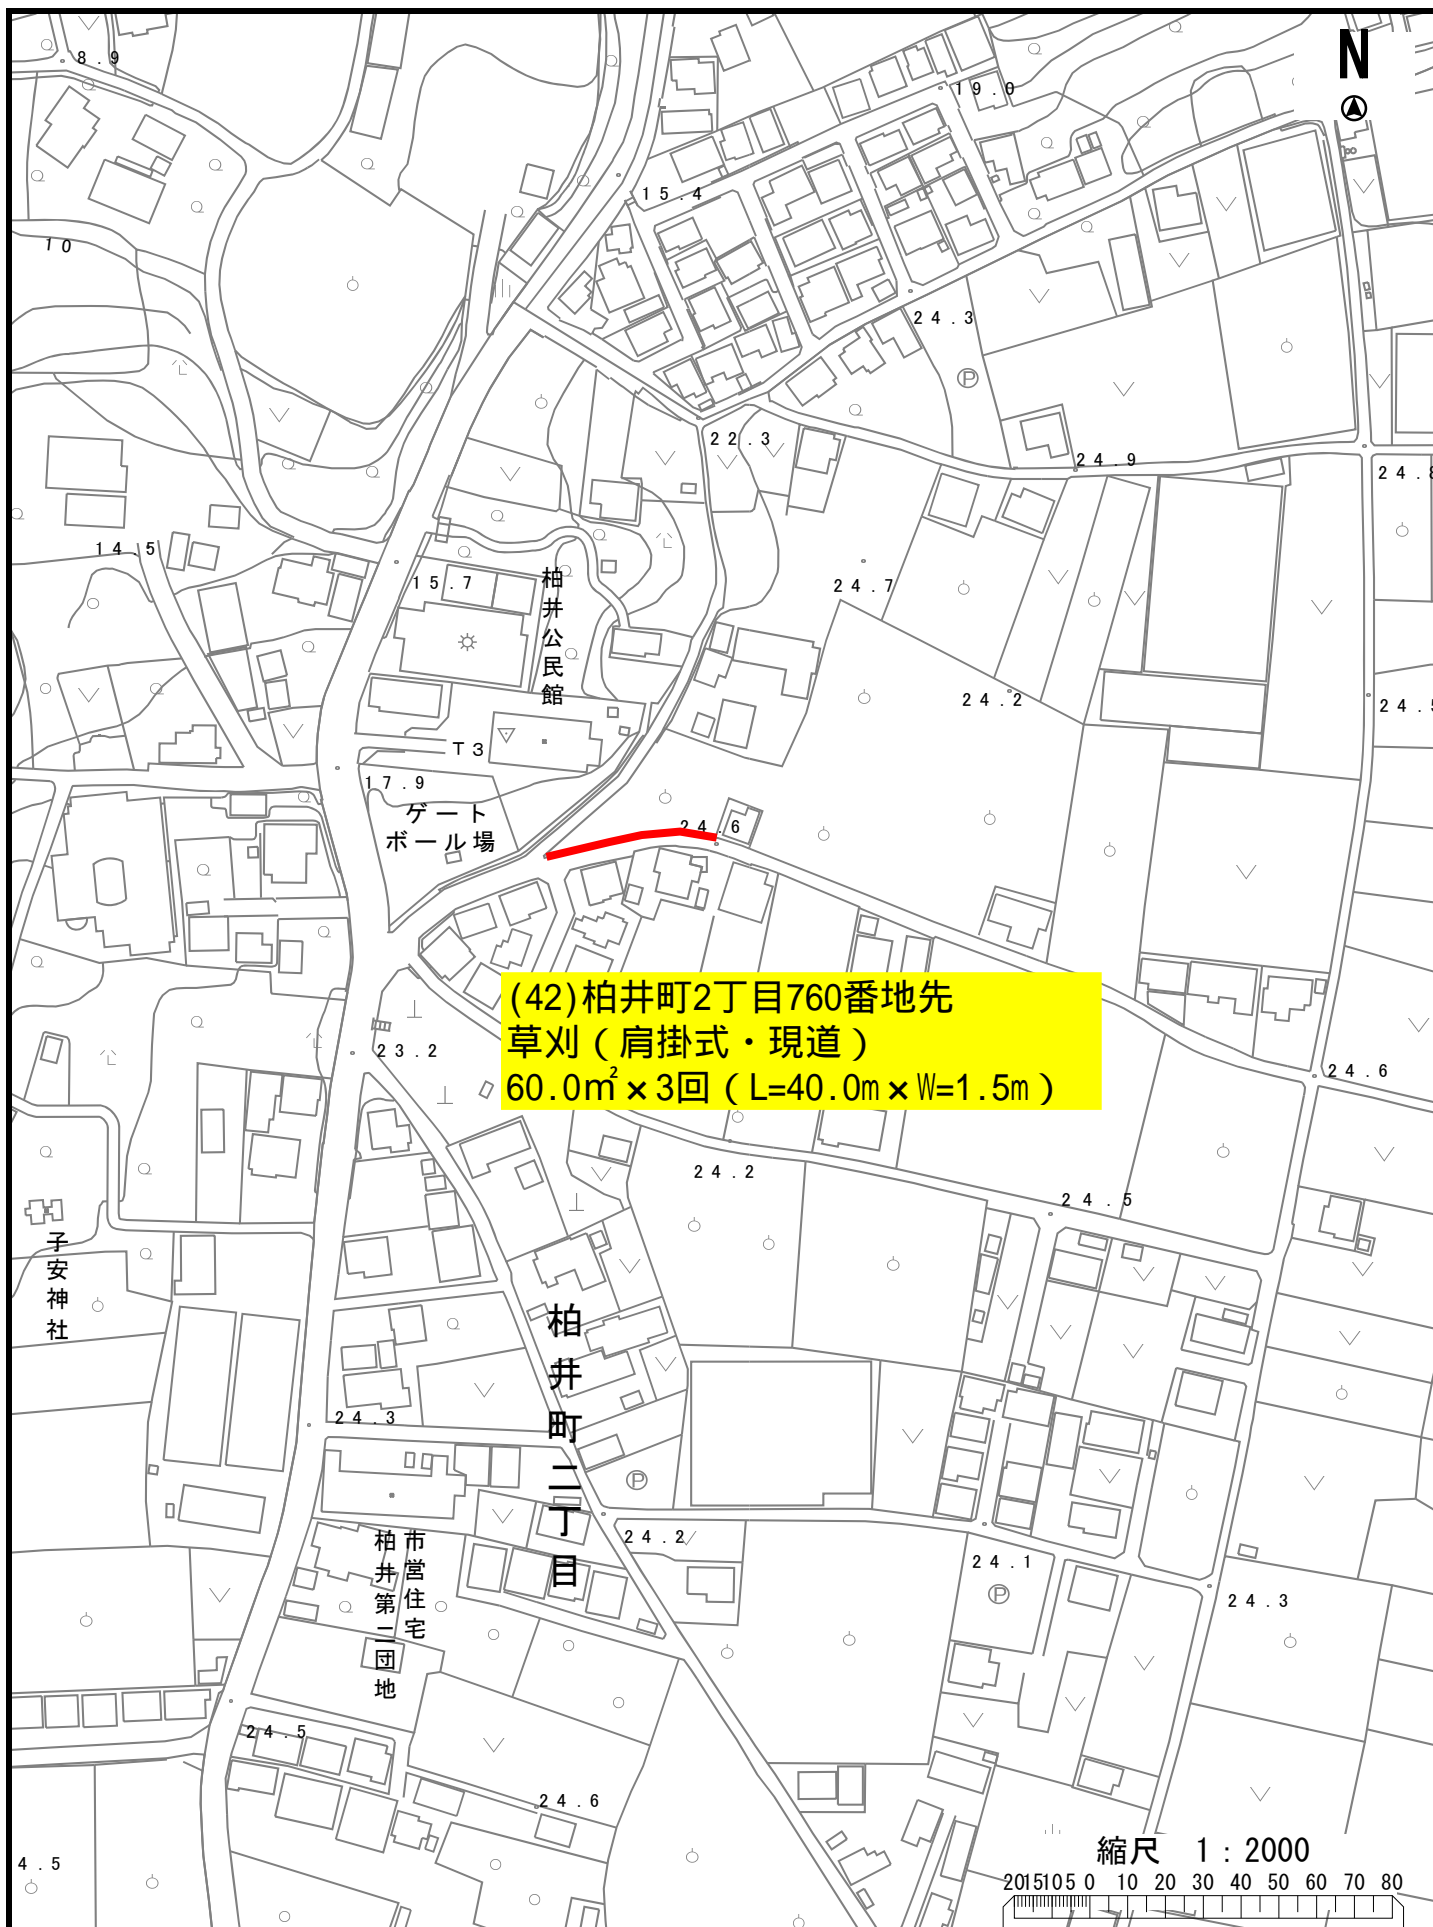 N
8.9
19.0
15.4
10
24.3
22.3
24.9
24.8
14.5
15.7
柏井公民館
24.7
24.2
24.5
T3
17.9
ゲート
ボール場
24.6
(42)柏井町2丁目760番地先
草刈（肩掛式・現道）
60.0㎡×3回（L=40.0m×W=1.5m）
23.2
24.6
24.2
24.5
子安神社
柏井町二丁目
24.3
24.2
24.1
24.3
市営住宅
柏井第二団地
24.5
24.6
4.5
縮尺 1:2000
20 15 10 5 0 10 20 30 40 50 60 70 80